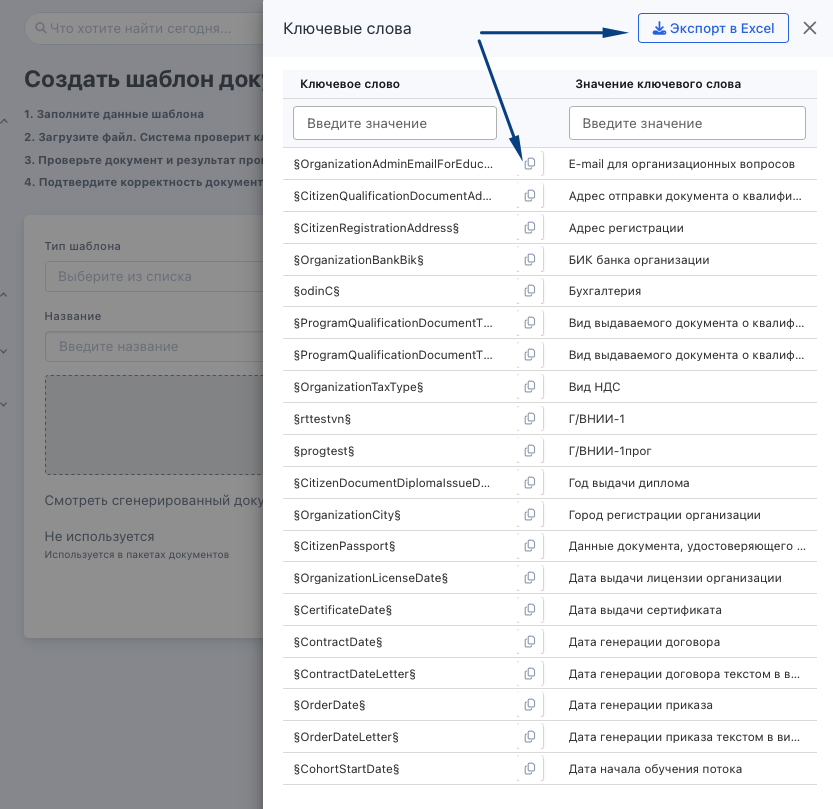 Что хотите найти сегодня...
Создать шаблон док
1. Заполните данные шаблона
2. Загрузите файл. Система проверит
3. Проверьте документ и результат
4. Подтвердите корректность документ
Тип шаблона
Выберите из списка
Название
Введите название
Смотреть сгенерированный док
Не используется
Используется в пакетах документов
Ключевые слова
Экспорт в Excel
Ключевое слово Значение ключевого слова
Введите значение Введите значение
§OrganizationAdminEmailForEduc... E-mail для организационных вопросов
§CitizenQualificationDocumentAd... Адрес отправки документа о квалифи...
§CitizenRegistrationAddress§ Адрес регистрации
§OrganizationBankBik§ БИК банка организации
§odinC§ Бухгалтерия
§ProgramQualificationDocumentT... Вид выдаваемого документа о квалиф...
§ProgramQualificationDocumentT... Вид выдаваемого документа о квалиф...
§OrganizationTaxType§ Вид НДС
§rttestvn§ Г/ВНИИ-1
§progtest§ Г/ВНИИ-1прог
§CitizenDocumentDiplomaIssueD... Год выдачи диплома
§OrganizationCity§ Город регистрации организации
§CitizenPassport§ Данные документа, удостоверяющего ...
§OrganizationLicenseDate§ Дата выдачи лицензии организации
§CertificateDate§ Дата выдачи сертификата
§ContractDate§ Дата генерации договора
§ContractDateLetter§ Дата генерации договора текстом в в...
§OrderDate§ Дата генерации приказа
§OrderDateLetter§ Дата генерации приказа текстом в ви...
§CohortStartDate§ Дата начала обучения потока